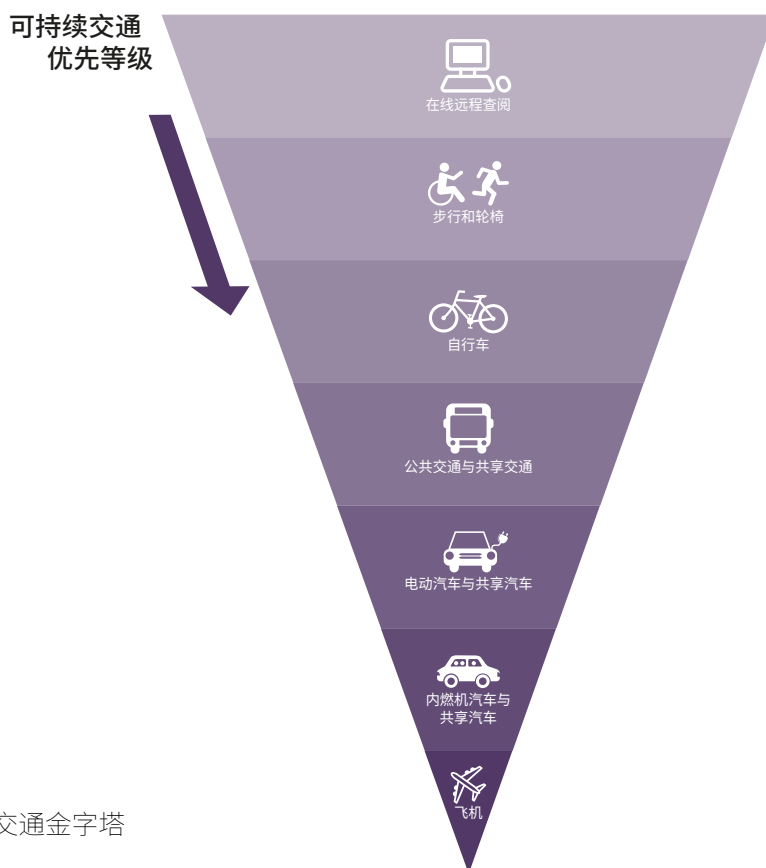 可持续交通
优先等级
在线远程查阅
步行和轮椅
自行车
公共交通与共享交通
电动汽车与共享汽车
内燃机汽车与
共享汽车
飞机
交通金字塔